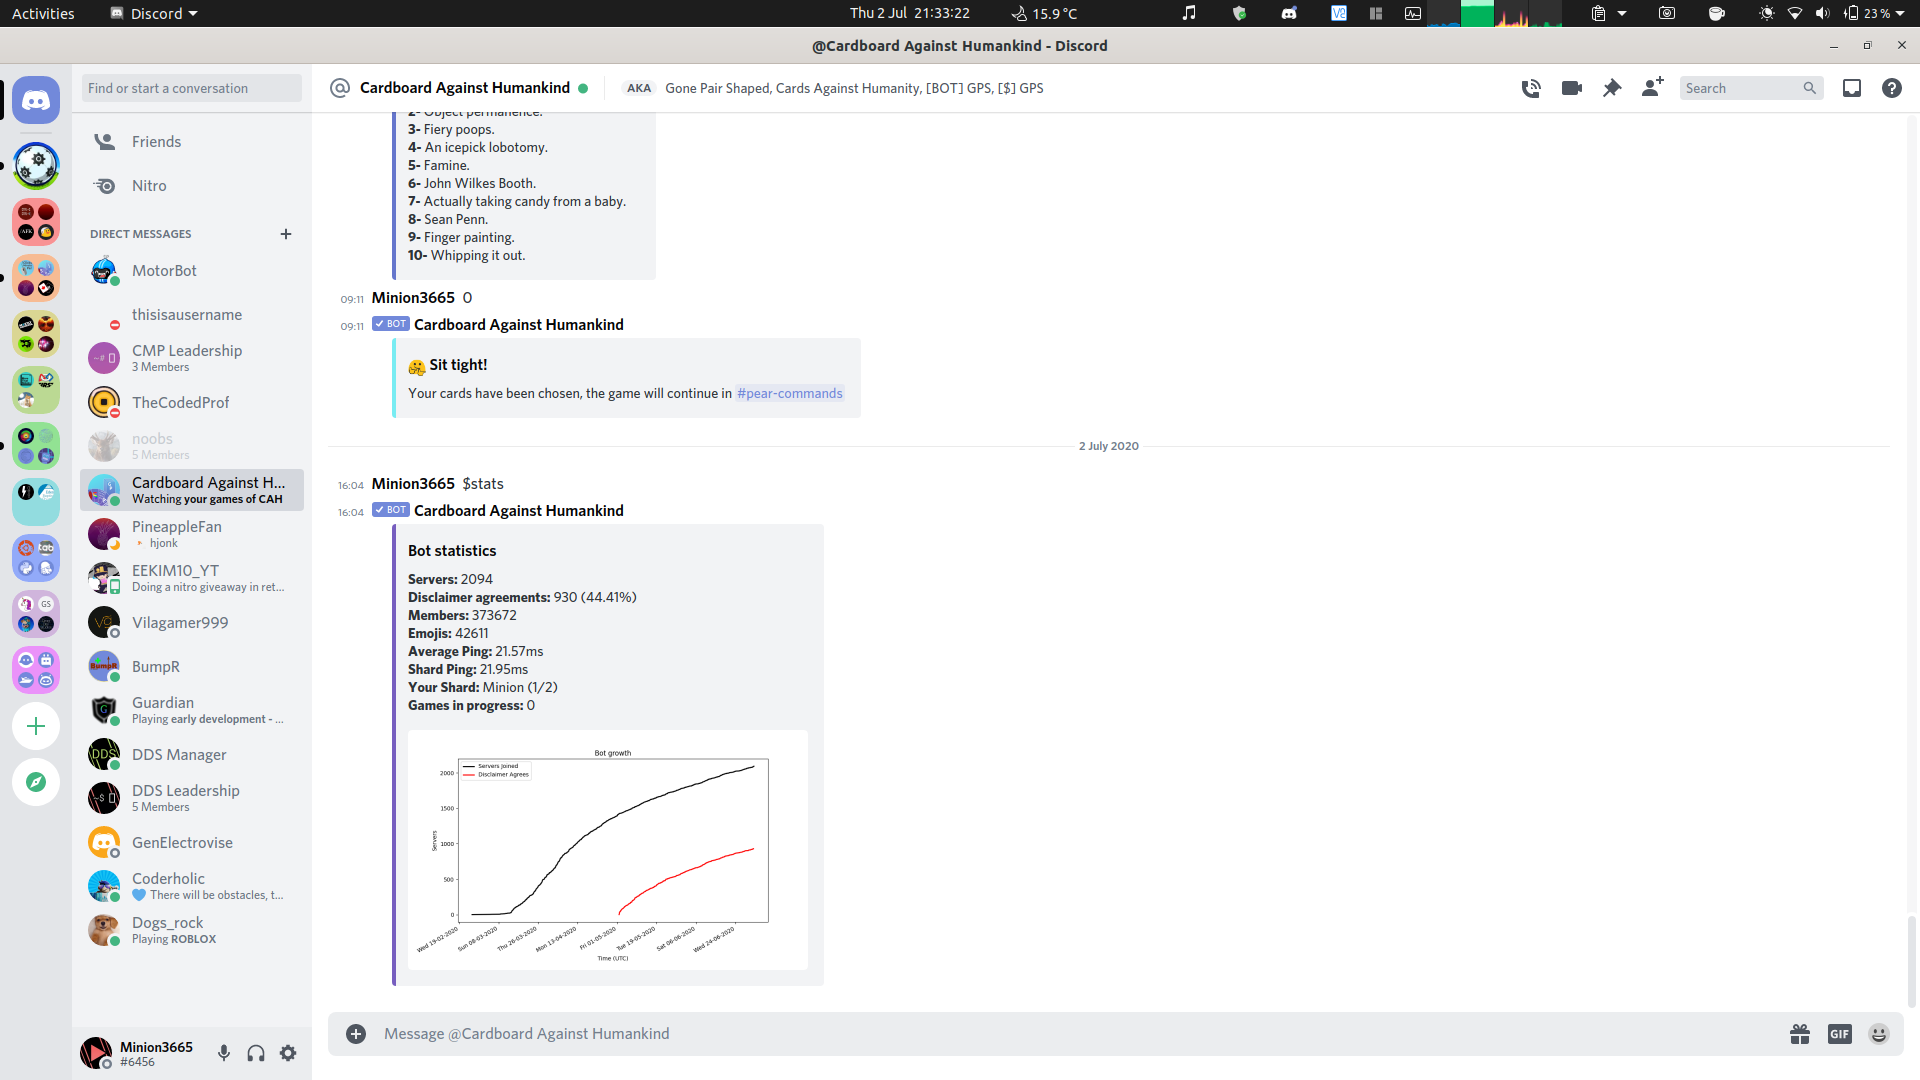 Activities
Discord
Thu 2 Jul 21:33:22
15.9 °C
23 %
@Cardboard Against Humankind - Discord
Find or start a conversation
Cardboard Against Humankind
AKA
Gone Pair Shaped, Cards Against Humanity, [BOT] GPS, [$] GPS
Search
Friends
Nitro
DIRECT MESSAGES
MotorBot
thisisausername
CMP Leadership
3 Members
TheCodedProf
noobs
5 Members
Cardboard Against H...
Watching your games of CAH
PineappleFan
hjonk
EEKIM10_YT
Doing a nitro giveaway in ret...
Vilagamer999
BumpR
Guardian
Playing early development - ...
DDS Manager
DDS Leadership
5 Members
GenElectrovise
Coderholic
There will be obstacles, t...
Dogs_rock
Playing ROBLOX
Minion3665
#6456
2- Object permanence.
3- Fiery poops.
4- An icepick lobotomy.
5- Famine.
6- John Wilkes Booth.
7- Actually taking candy from a baby.
8- Sean Penn.
9- Finger painting.
10- Whipping it out.
09:11 Minion3665 0
09:11 BOT Cardboard Against Humankind
Sit tight!
Your cards have been chosen, the game will continue in #pear-commands
2 July 2020
16:04 Minion3665 $stats
16:04 BOT Cardboard Against Humankind
Bot statistics
Servers: 2094
Disclaimer agreements: 930 (44.41%)
Members: 373672
Emojis: 42611
Average Ping: 21.57ms
Shard Ping: 21.95ms
Your Shard: Minion (1/2)
Games in progress: 0
Bot growth
Servers Joined
Disclaimer Agrees
2000
1500
1000
500
0
Servers
Wed 19-02-2020
Sun 08-03-2020
Thu 26-03-2020
Mon 13-04-2020
Fri 01-05-2020
Tue 19-05-2020
Sat 06-06-2020
Wed 24-06-2020
Time (UTC)
Message @Cardboard Against Humankind
GIF